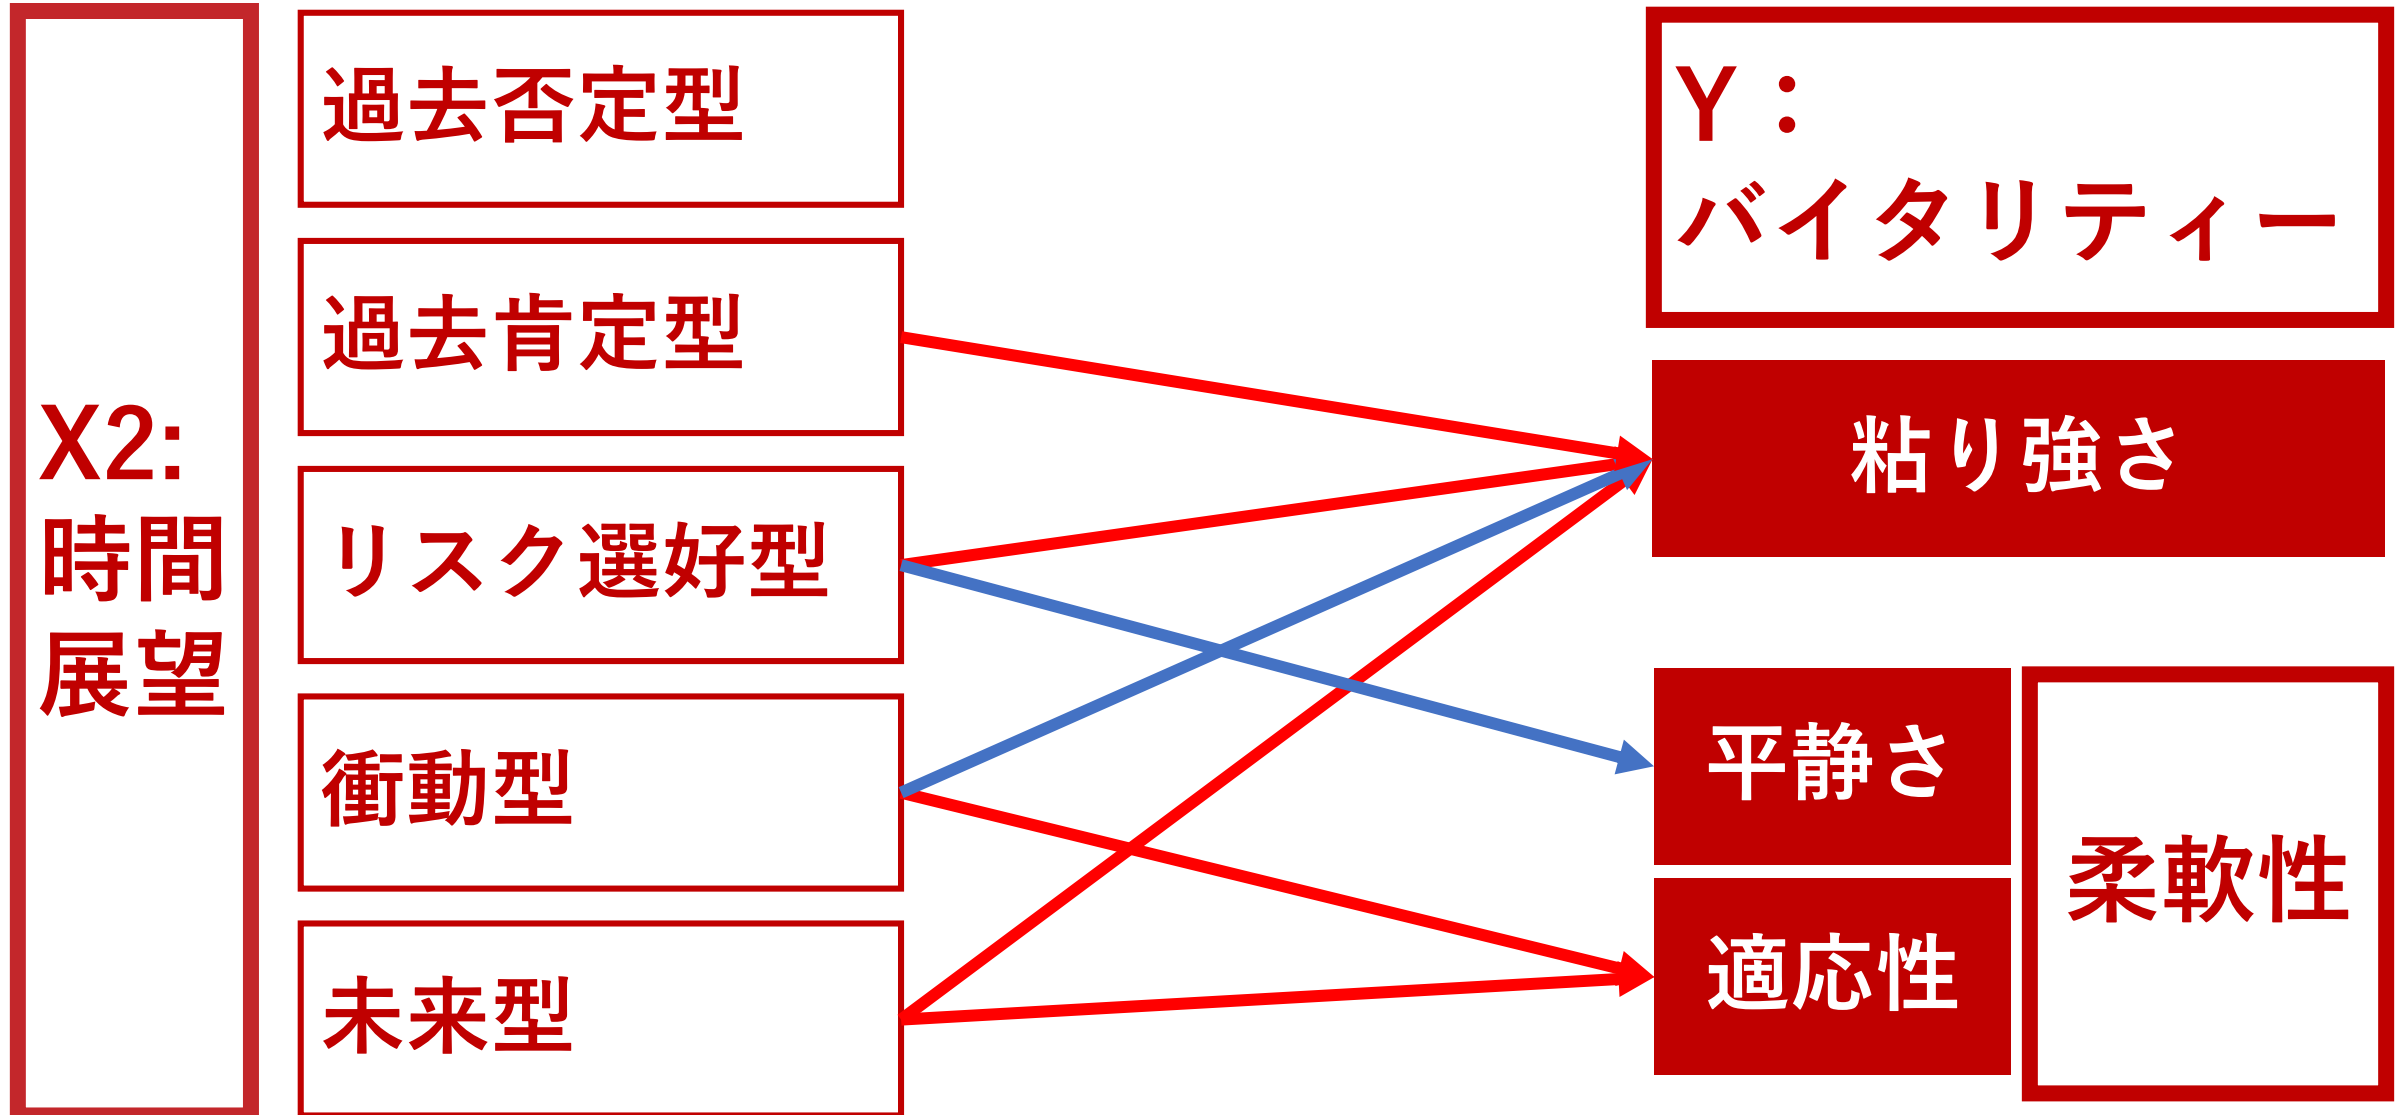 X2:
時間
展望
過去否定型
過去肯定型
リスク選好型
衝動型
未来型
Y：
バイタリティー
粘り強さ
平静さ
適応性
柔軟性